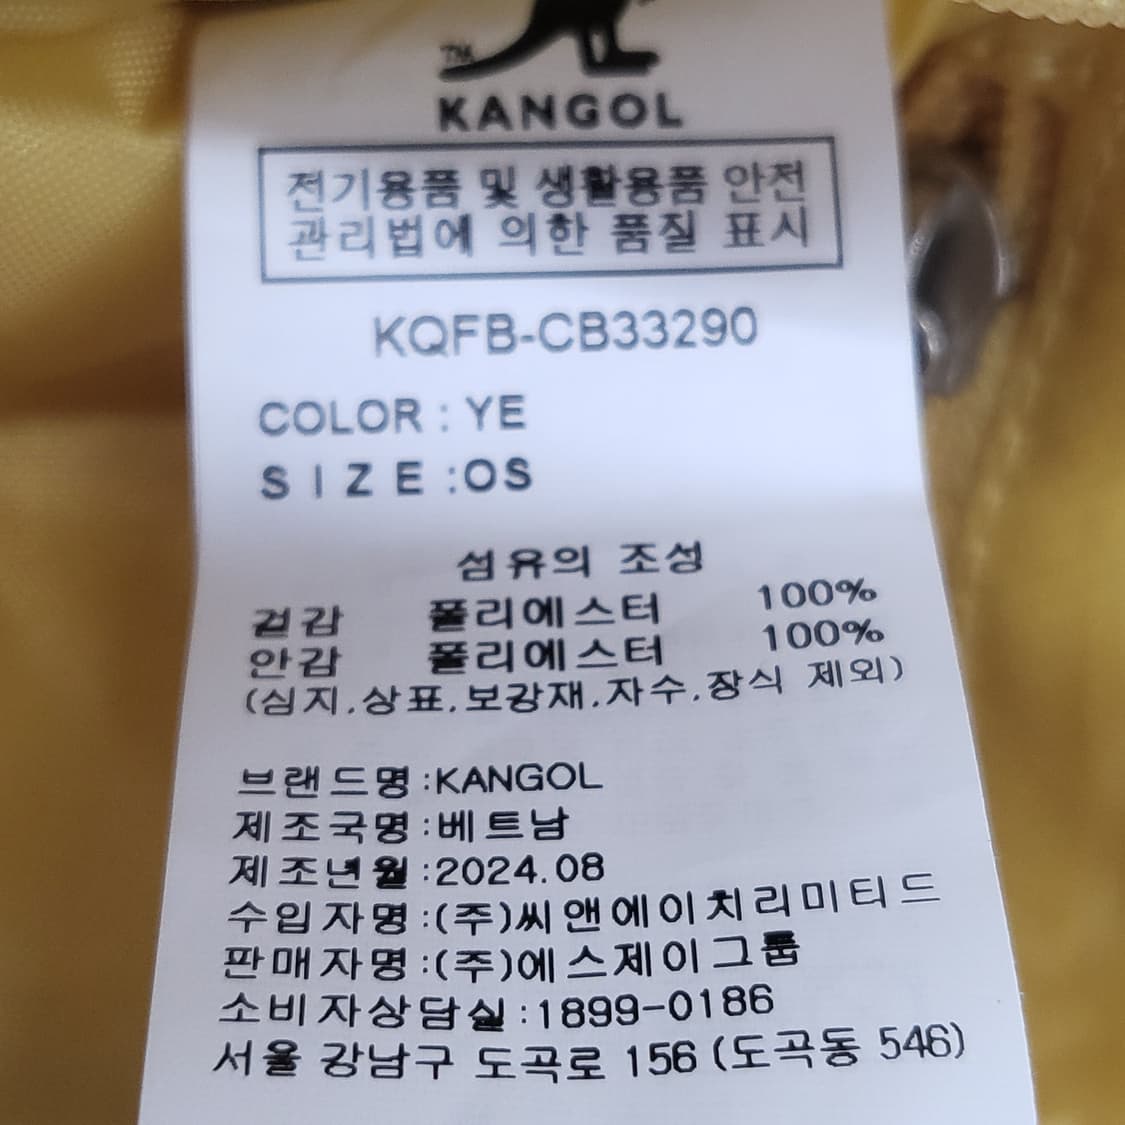 TM
KANGOL
전기용품 및 생활용품 안전
관리법에 의한 품질 표시
KQFB-CB33290
COLOR : YE
SIZE :OS
섬유의 조성
겉감 폴리에스터 100%
안감 폴리에스터 100%
(심지,상표,보강재,자수,장식 제외)
브랜드명:KANGOL
제조국명:베트남
제조년월:2024.08
수입자명:(주)씨앤에이치리미티드
판매자명:(주)에스제이그룹
소비자상담실:1899-0186
서울 강남구 도곡로 156 (도곡동 546)